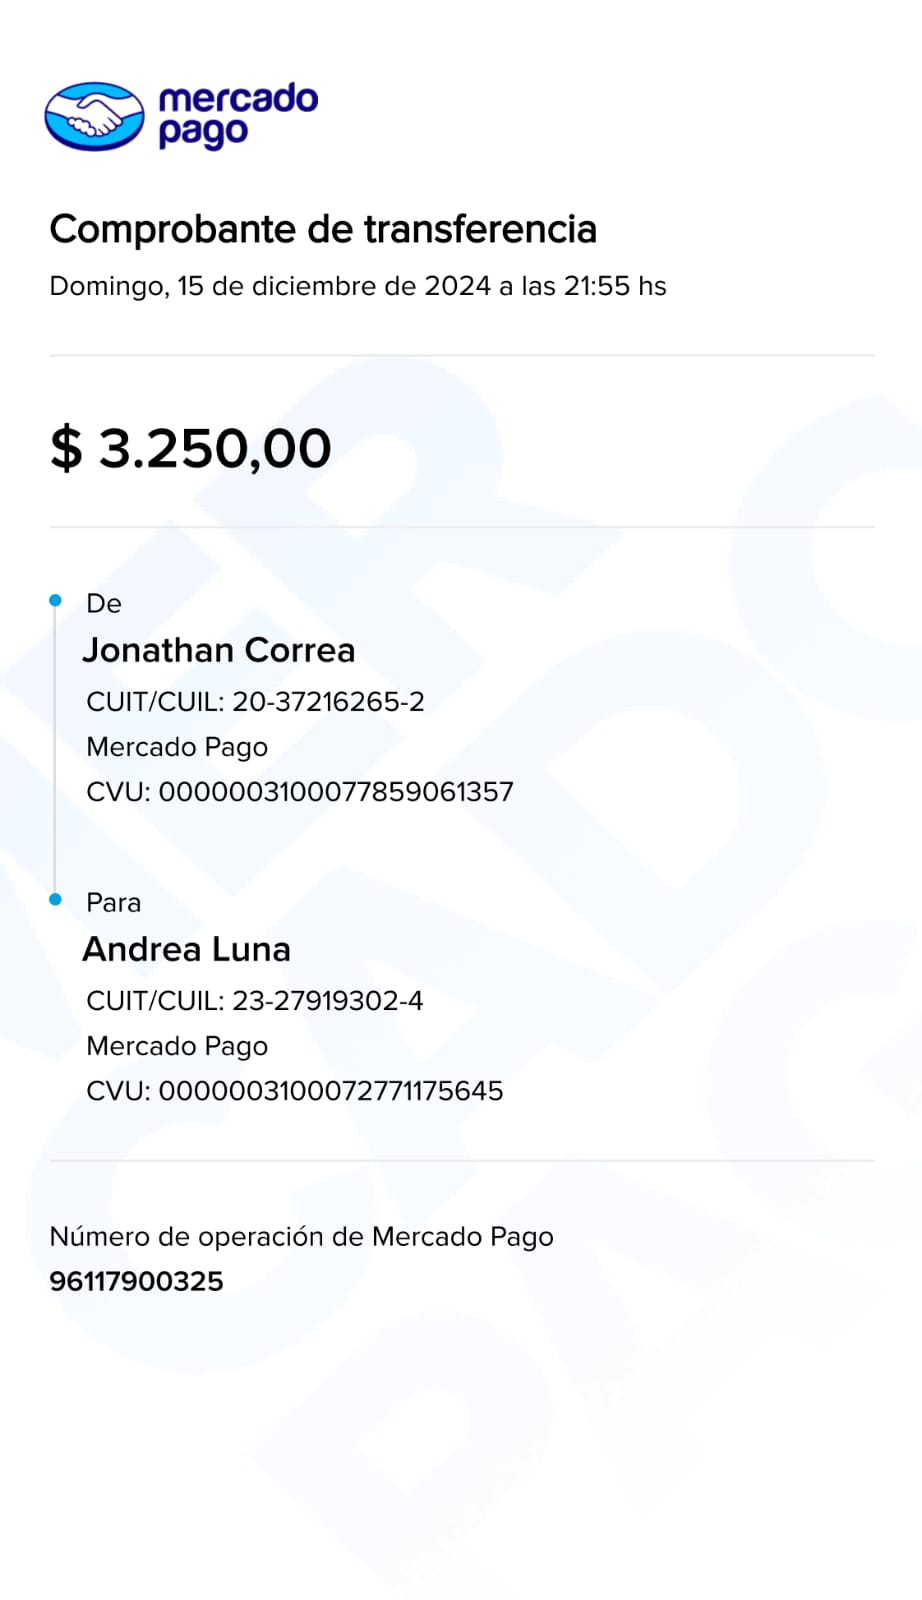 mercado
pago
Comprobante de transferencia
Domingo, 15 de diciembre de 2024 a las 21:55 hs
$ 3.250,00
De
Jonathan Correa
CUIT/CUIL: 20-37216265-2
Mercado Pago
CVU: 0000003100077859061357
Para
Andrea Luna
CUIT/CUIL: 23-27919302-4
Mercado Pago
CVU: 0000003100072771175645
Número de operación de Mercado Pago
96117900325